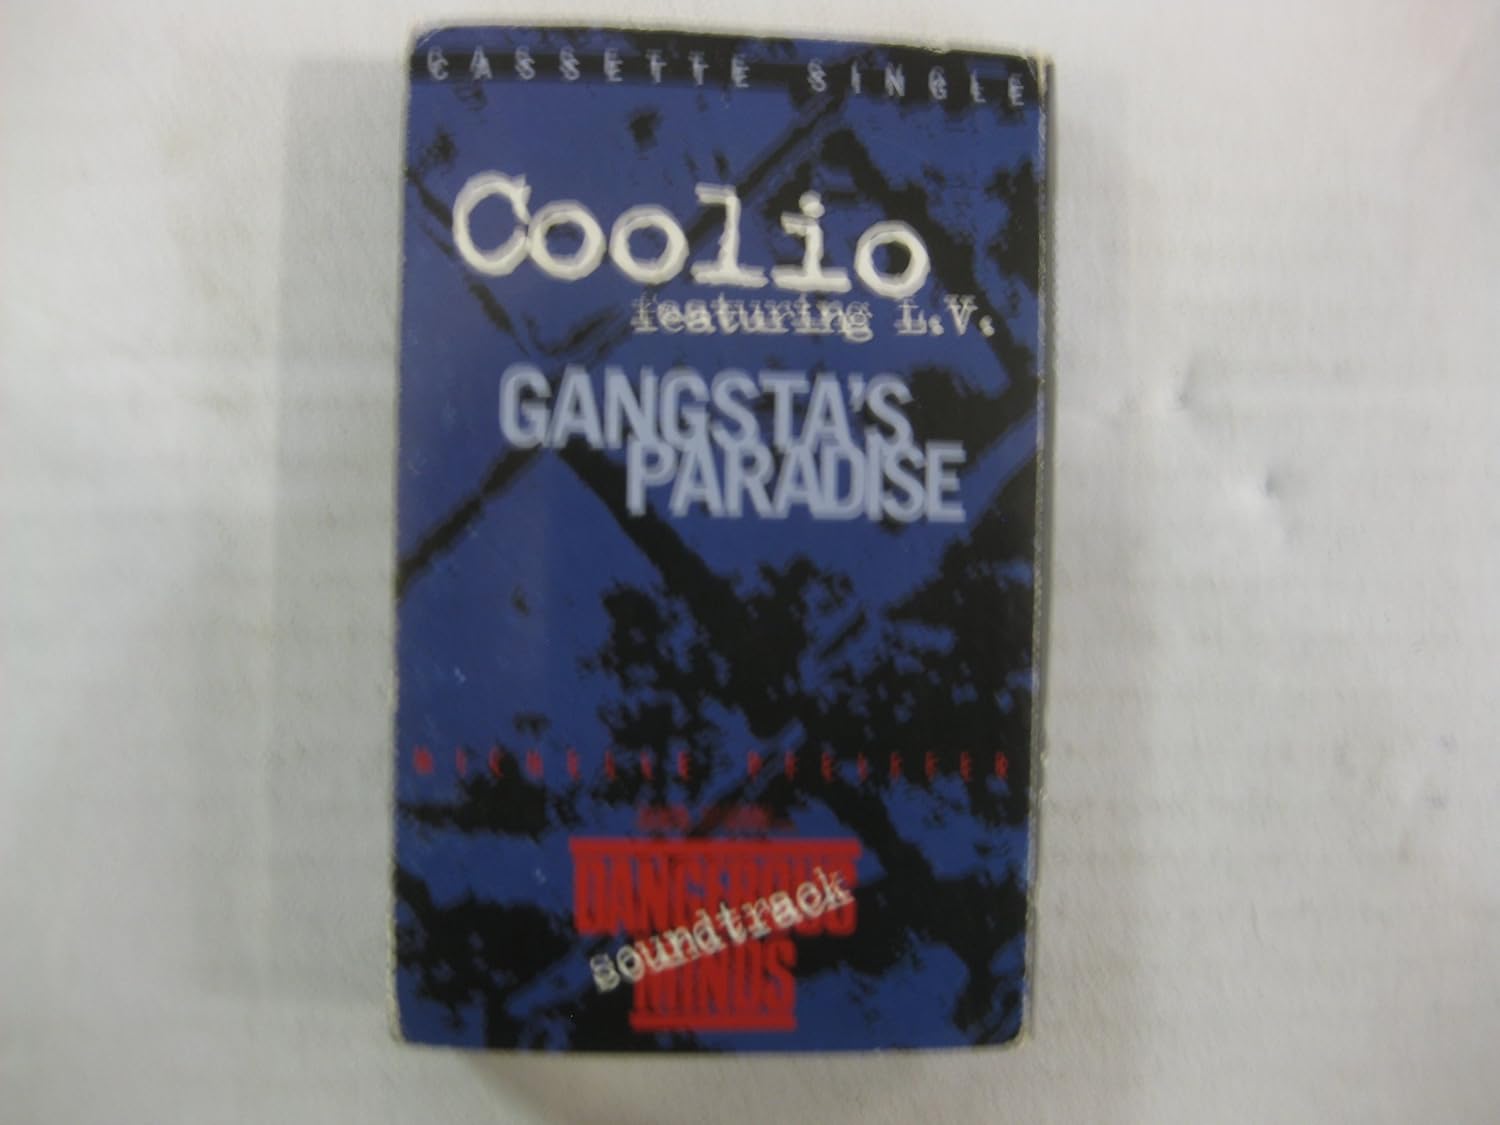 CASSETTE SINGLE
Coolio
featuring L.V.
GANGSTA'S
PARADISE
MICHELLE PFEIFFER
DANGEROUS
soundtrack
MINDS